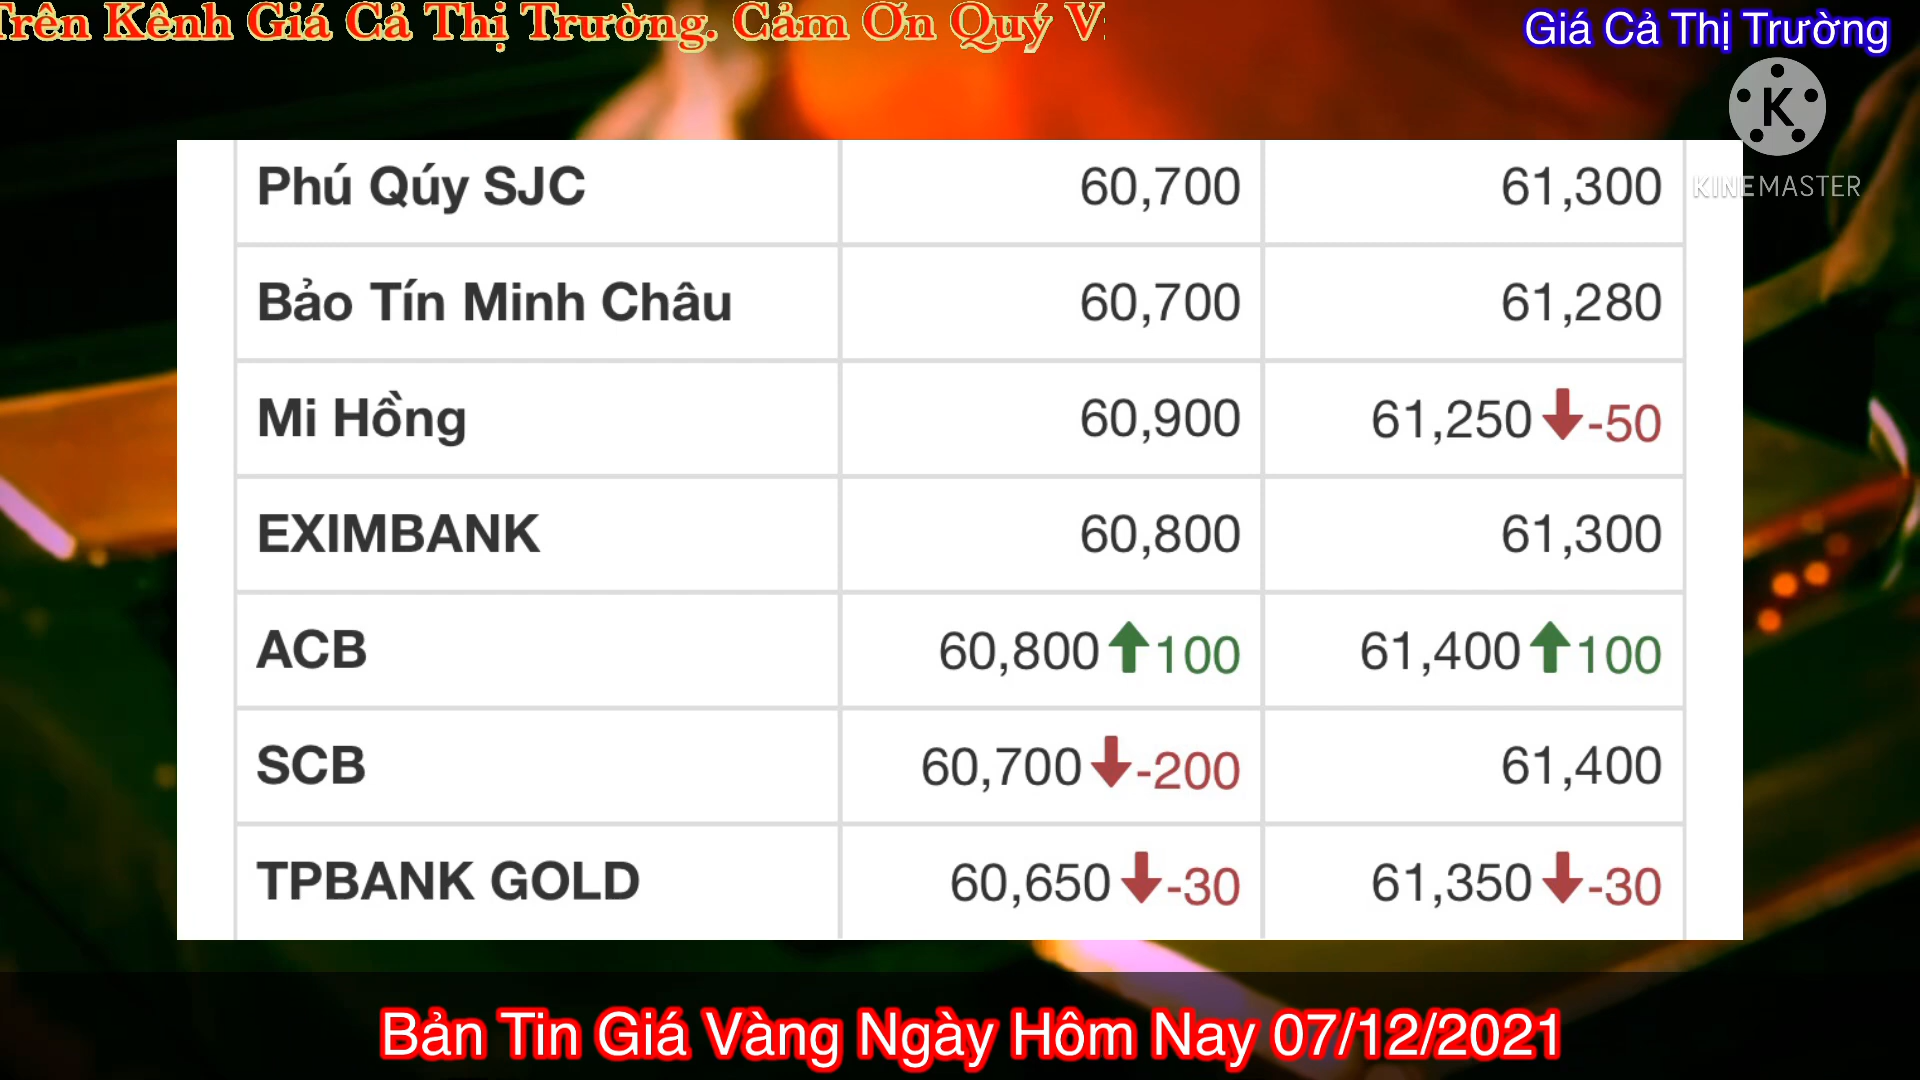 Trên Kênh Giá Cả Thị Trường. Cảm Ơn Quý
Giá Cả Thị Trường
K
KINEMASTER
Phú Qúy SJC 60,700 61,300
Bảo Tín Minh Châu 60,700 61,280
Mi Hồng 60,900 61,250 -50
EXIMBANK 60,800 61,300
ACB 60,800 100 61,400 100
SCB 60,700 -200 61,400
TPBANK GOLD 60,650 -30 61,350 -30
Bản Tin Giá Vàng Ngày Hôm Nay 07/12/2021